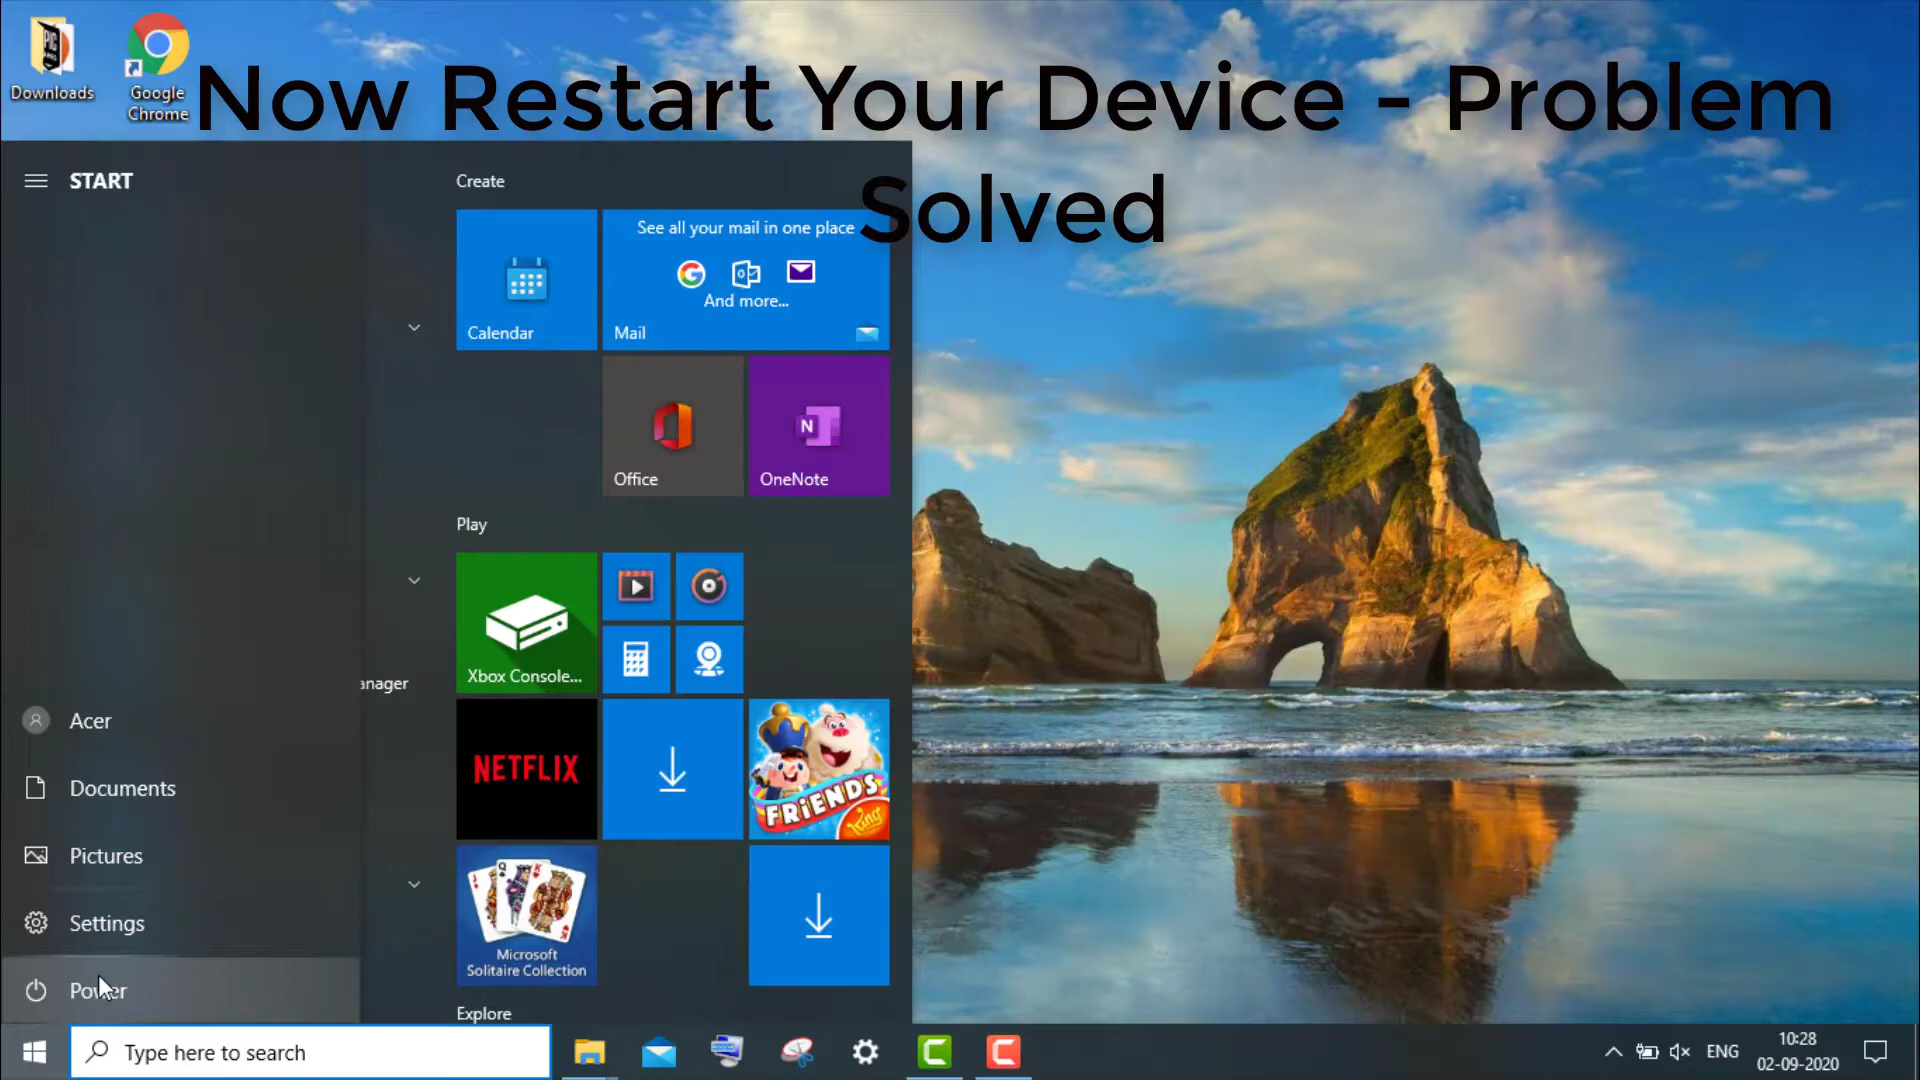 Downloads
Google
Chrome
Now Restart Your Device - Problem
Solved
START
Create
See all your mail in one place
And more...
Calendar
Mail
Office
N
OneNote
Play
Xbox Console...
anager
Acer
NETFLIX
FRIENDS
King
Documents
Pictures
Settings
Microsoft
Solitaire Collection
Power
Explore
Type here to search
ENG
10:28
02-09-2020